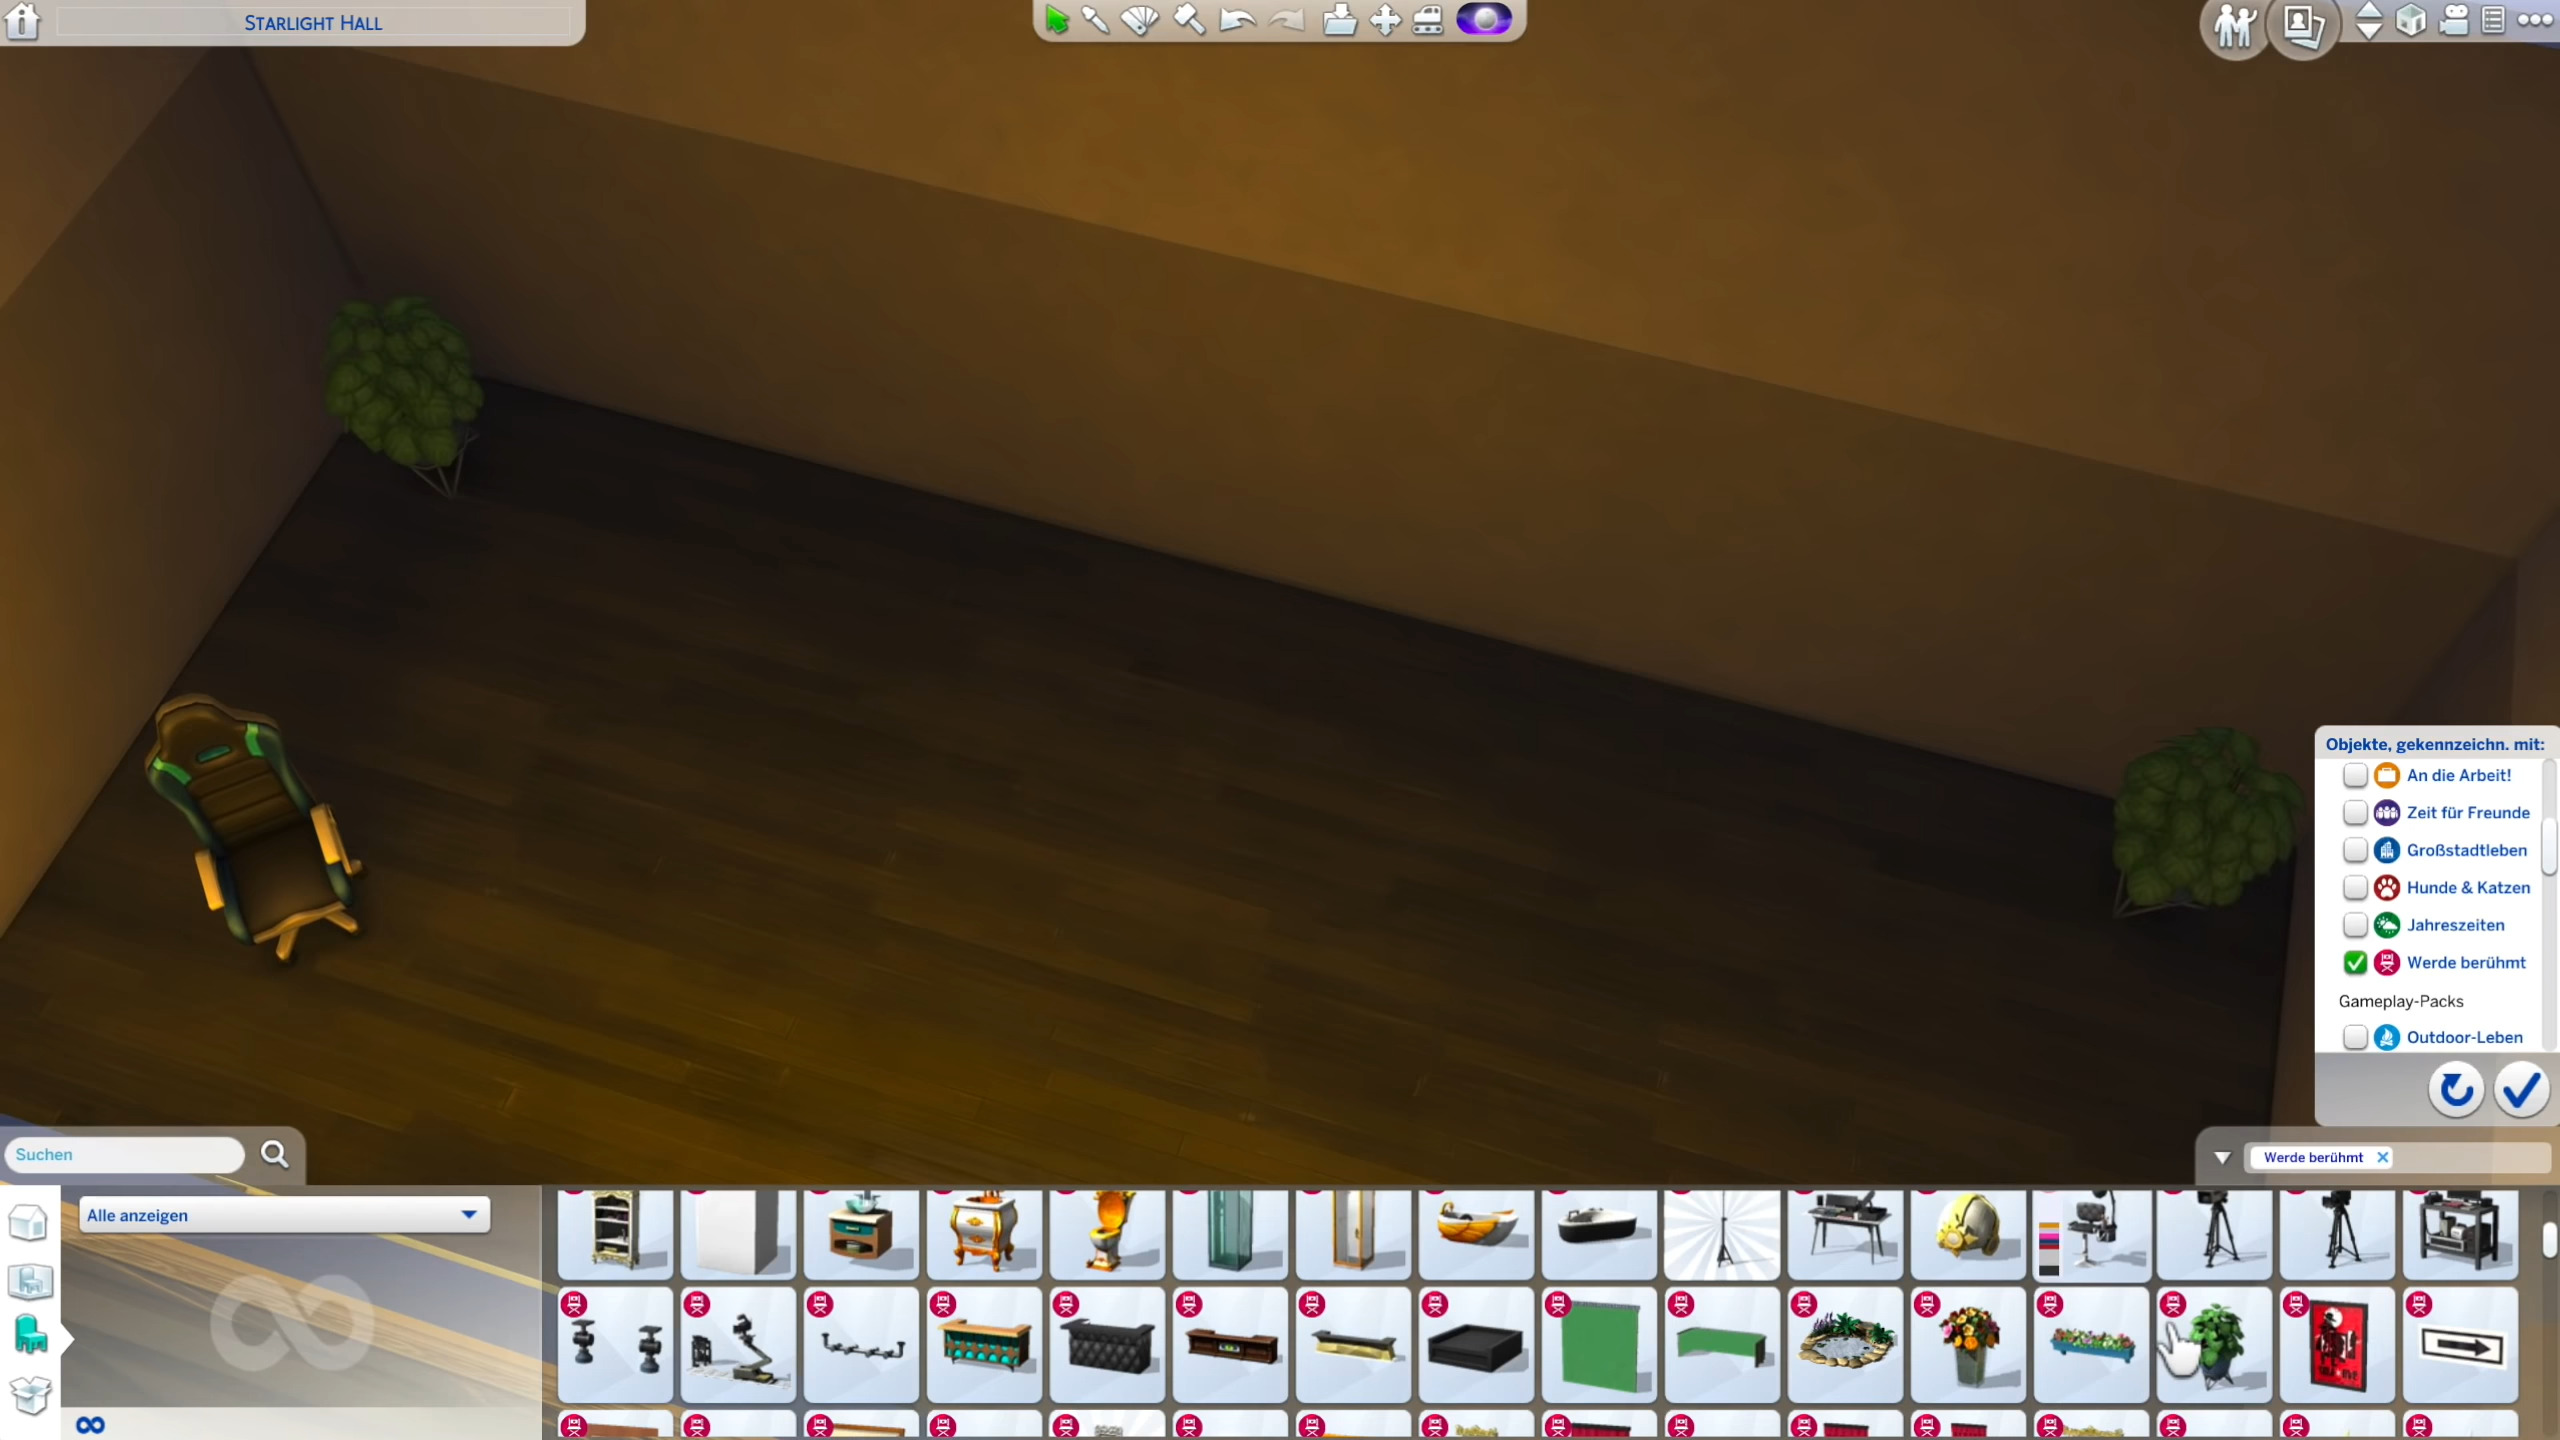 STARLIGHT HALL
Objekte, gekennzeichn. mit:
An die Arbeit!
Zeit für Freunde
Großstadtleben
Hunde & Katzen
Jahreszeiten
Werde berühmt
Gameplay-Packs
Outdoor-Leben
Suchen
Werde berühmt
Alle anzeigen